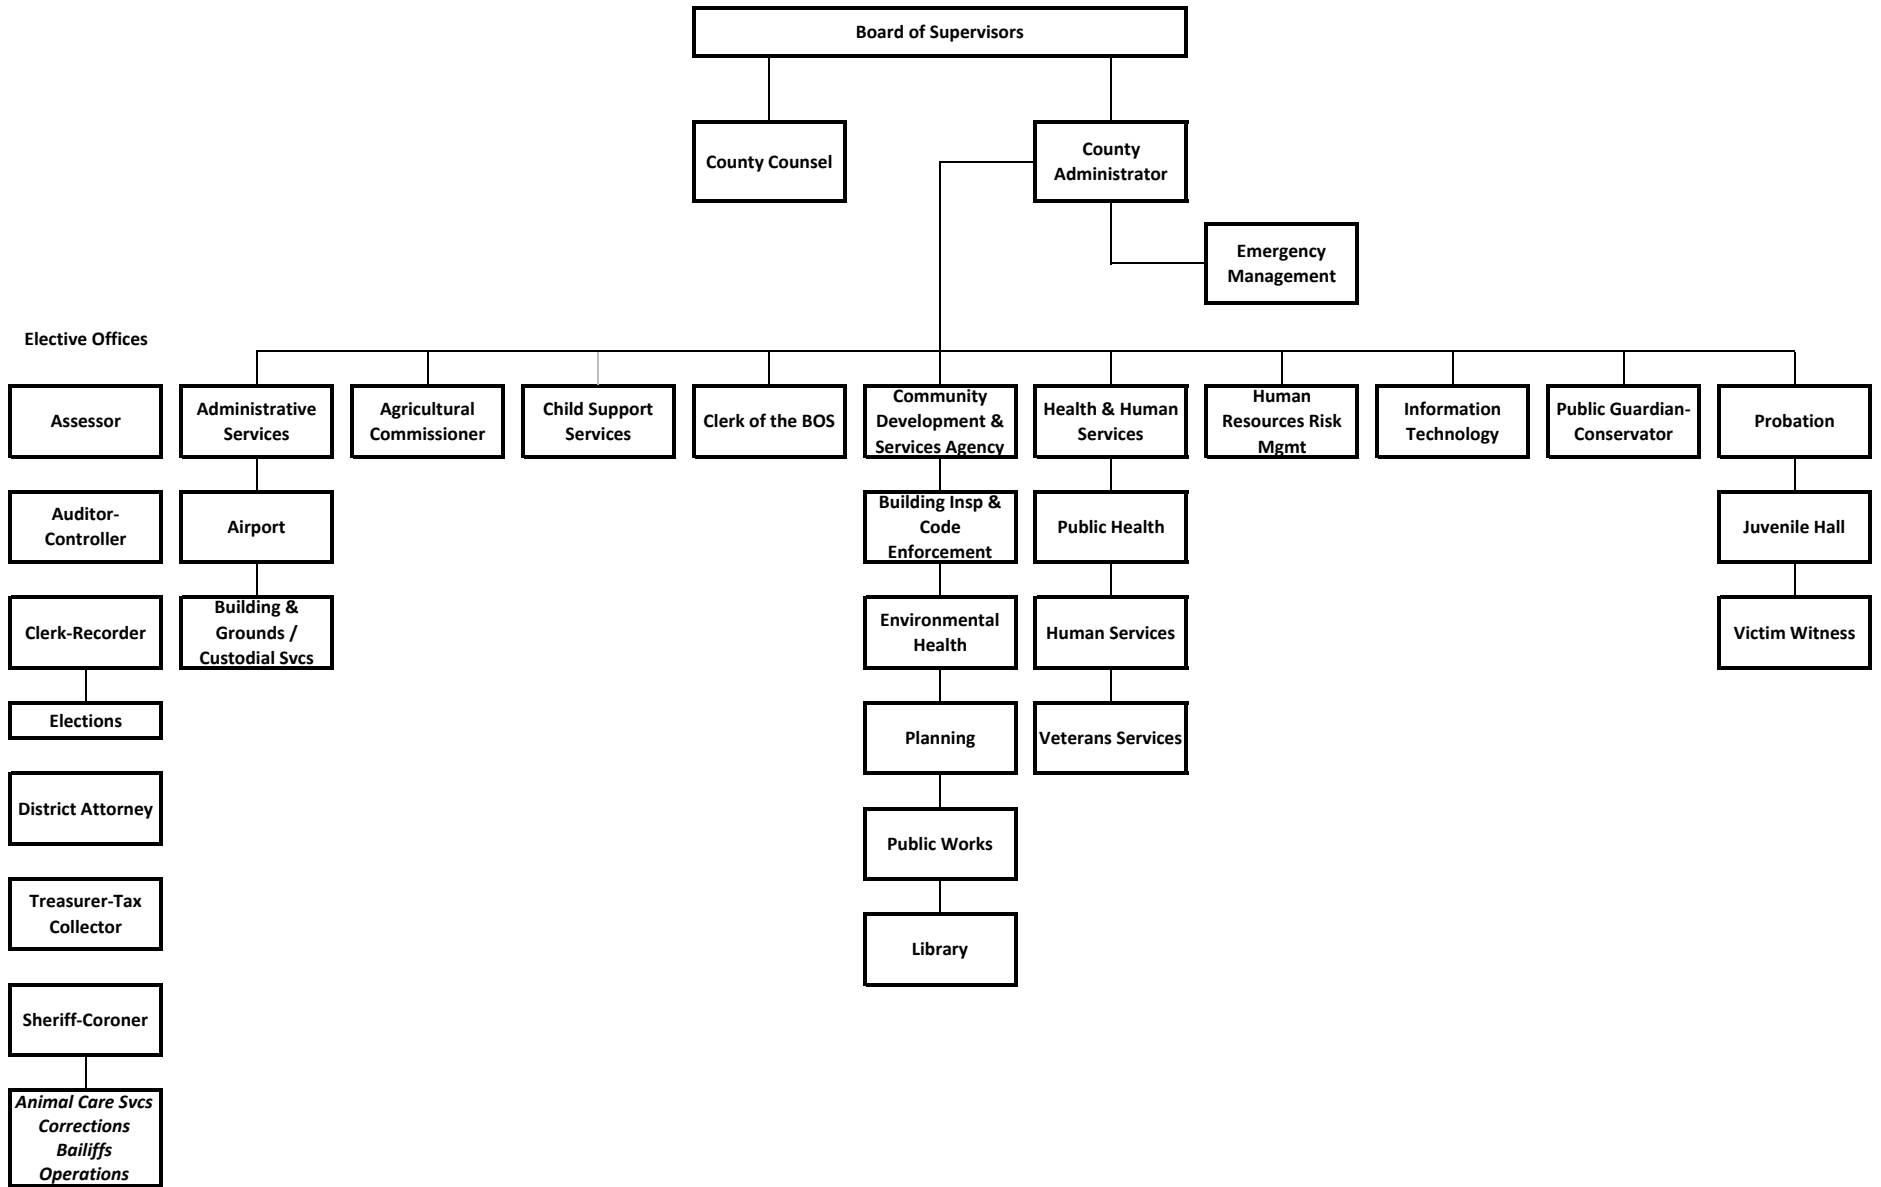 Board of Supervisors
County Counsel
County
Administrator
Emergency
Management
Elective Offices
Assessor
Administrative
Services
Agricultural
Commissioner
Child Support
Services
Clerk of the BOS
Community
Development &
Services Agency
Health & Human
Services
Human
Resources Risk
Mgmt
Information
Technology
Public Guardian-
Conservator
Probation
Auditor-
Controller
Airport
Building Insp &
Code
Enforcement
Public Health
Juvenile Hall
Clerk-Recorder
Building &
Grounds /
Custodial Svcs
Environmental
Health
Human Services
Victim Witness
Elections
Planning
Veterans Services
District Attorney
Public Works
Treasurer-Tax
Collector
Library
Sheriff-Coroner
Animal Care Svcs
Corrections
Bailiffs
Operations